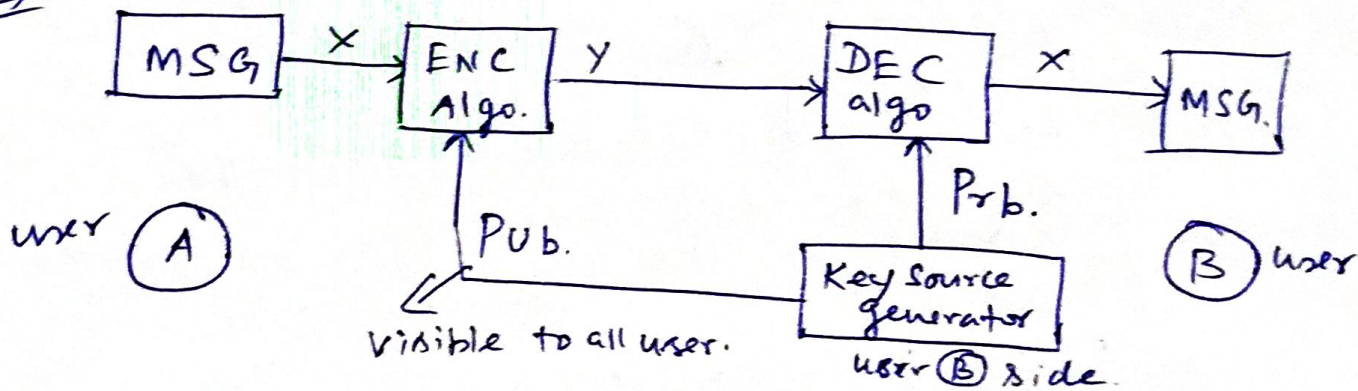 MSG X ENC Algo. Y DEC algo X MSG.
user A PUb. Prb. B user
visible to all user. Key source generator
user B side.